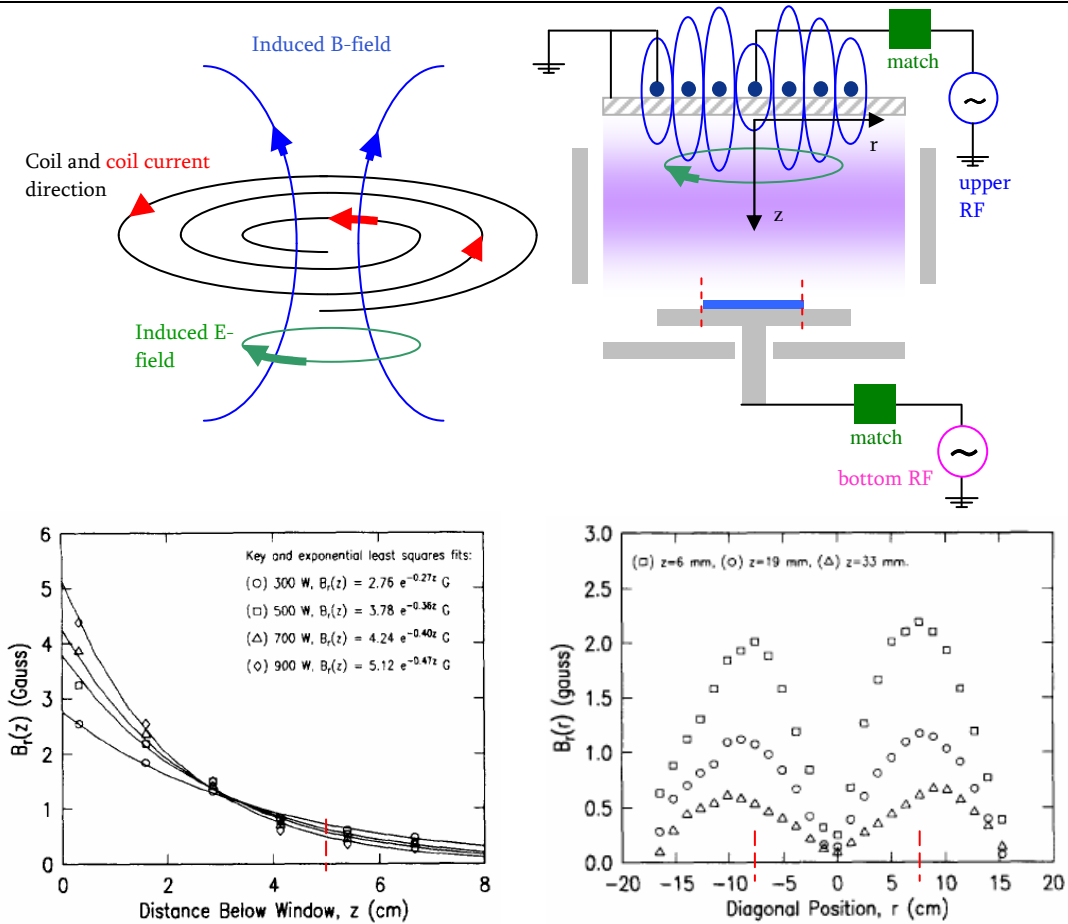 Induced B-field
Coil and coil current
direction
Induced E-
field
match
~
r
upper
RF
z
match
~
bottom RF
6
5
4
3
2
1
0
B_r(z) (Gauss)
Key and exponential least squares fits:
(○) 300 W, B_r(z) = 2.76 e^{-0.27z} G
(□) 500 W, B_r(z) = 3.78 e^{-0.36z} G
(△) 700 W, B_r(z) = 4.24 e^{-0.40z} G
(◇) 900 W, B_r(z) = 5.12 e^{-0.47z} G
0 2 4 6 8
Distance Below Window, z (cm)
3.0
2.5
2.0
1.5
1.0
0.5
0.0
B_r(r) (gauss)
(□) z=6 mm, (○) z=19 mm, (△) z=33 mm.
-20 -15 -10 -5 0 5 10 15 20
Diagonal Position, r (cm)